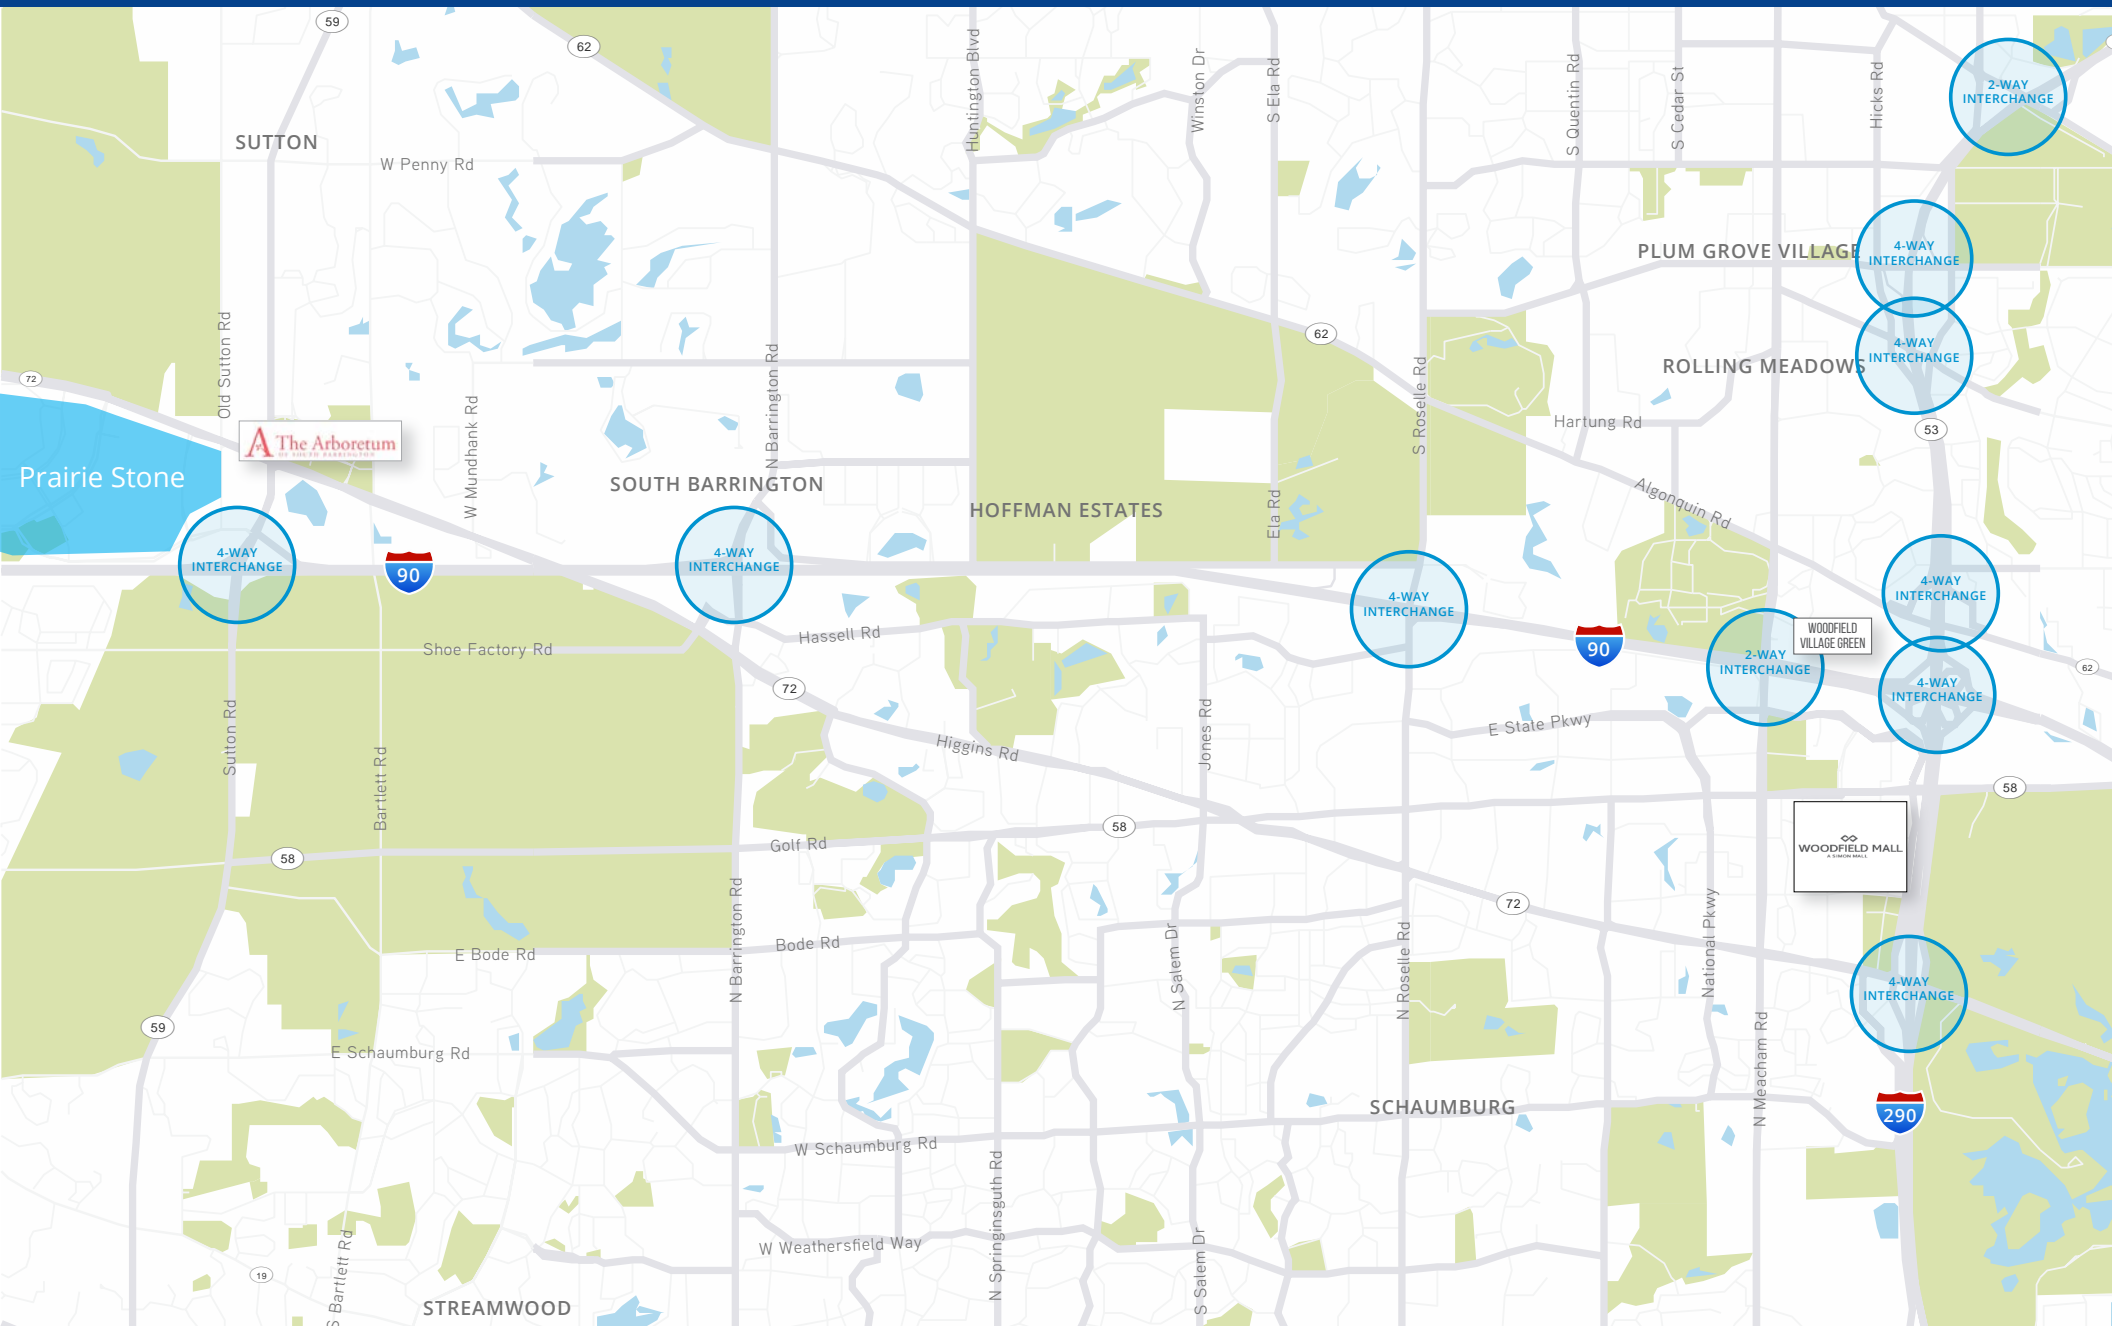 59
62
Huntington Blvd
Winston Dr
S Ela Rd
S Quentin Rd
S Cedar St
Hicks Rd
2-WAY
INTERCHANGE
SUTTON
W Penny Rd
PLUM GROVE VILLAGE
4-WAY
INTERCHANGE
Old Sutton Rd
62
4-WAY
INTERCHANGE
ROLLING MEADOWS
72
N Barrington Rd
S Roselle Rd
W Mundhank Rd
Hartung Rd
53
A The Arboretum
OF SOUTH BARRINGTON
Prairie Stone
SOUTH BARRINGTON
HOFFMAN ESTATES
Ela Rd
Algonquin Rd
4-WAY
INTERCHANGE
90
4-WAY
INTERCHANGE
4-WAY
INTERCHANGE
4-WAY
INTERCHANGE
Hassell Rd
Shoe Factory Rd
90
WOODFIELD
VILLAGE GREEN
2-WAY
INTERCHANGE
62
4-WAY
INTERCHANGE
72
Sutton Rd
Bartlett Rd
Higgins Rd
Jones Rd
E State Pkwy
58
58
Golf Rd
58
WOODFIELD MALL
A SIMON MALL
72
N Barrington Rd
E Bode Rd
Bode Rd
N Salem Dr
N Roselle Rd
National Pkwy
4-WAY
INTERCHANGE
59
E Schaumburg Rd
N Meacham Rd
SCHAUMBURG
290
W Schaumburg Rd
N Springinsguth Rd
W Weathersfield Way
S Salem Dr
19
S Bartlett Rd
STREAMWOOD